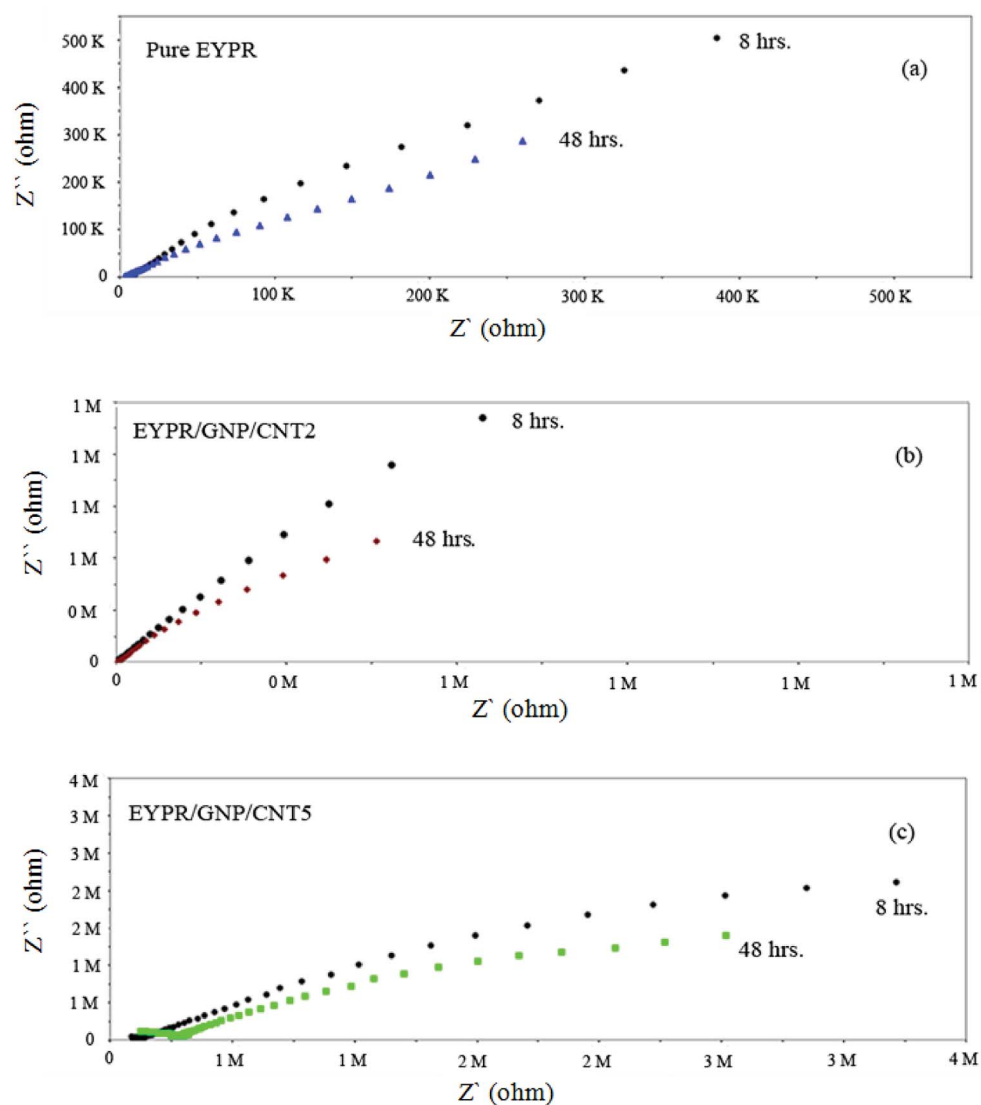 Pure EYPR
(a)
8 hrs.
48 hrs.
500 K
400 K
300 K
200 K
100 K
0
Z`` (ohm)
0 100 K 200 K 300 K 400 K 500 K
Z` (ohm)
EYPR/GNP/CNT2
(b)
8 hrs.
48 hrs.
1 M
1 M
1 M
1 M
0 M
0
Z`` (ohm)
0 0 M 1 M 1 M 1 M 1 M
Z` (ohm)
EYPR/GNP/CNT5
(c)
8 hrs.
48 hrs.
4 M
3 M
3 M
2 M
2 M
1 M
1 M
0
Z`` (ohm)
0 1 M 1 M 2 M 2 M 3 M 3 M 4 M
Z` (ohm)